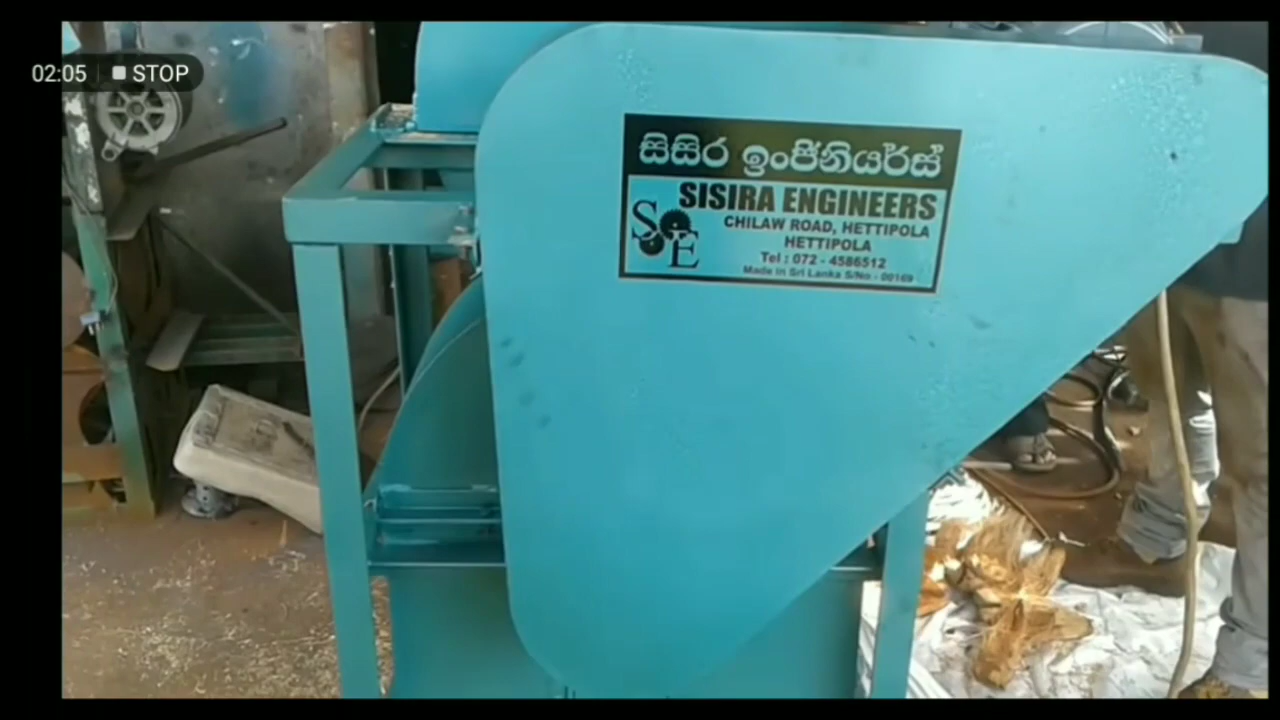 02:05 STOP
සිසිර ඉංජිනියර්ස්
SISIRA ENGINEERS
SE
CHILAW ROAD, HETTIPOLA
HETTIPOLA
Tel : 072 - 4586512
Made in Sri Lanka S/No - 00169